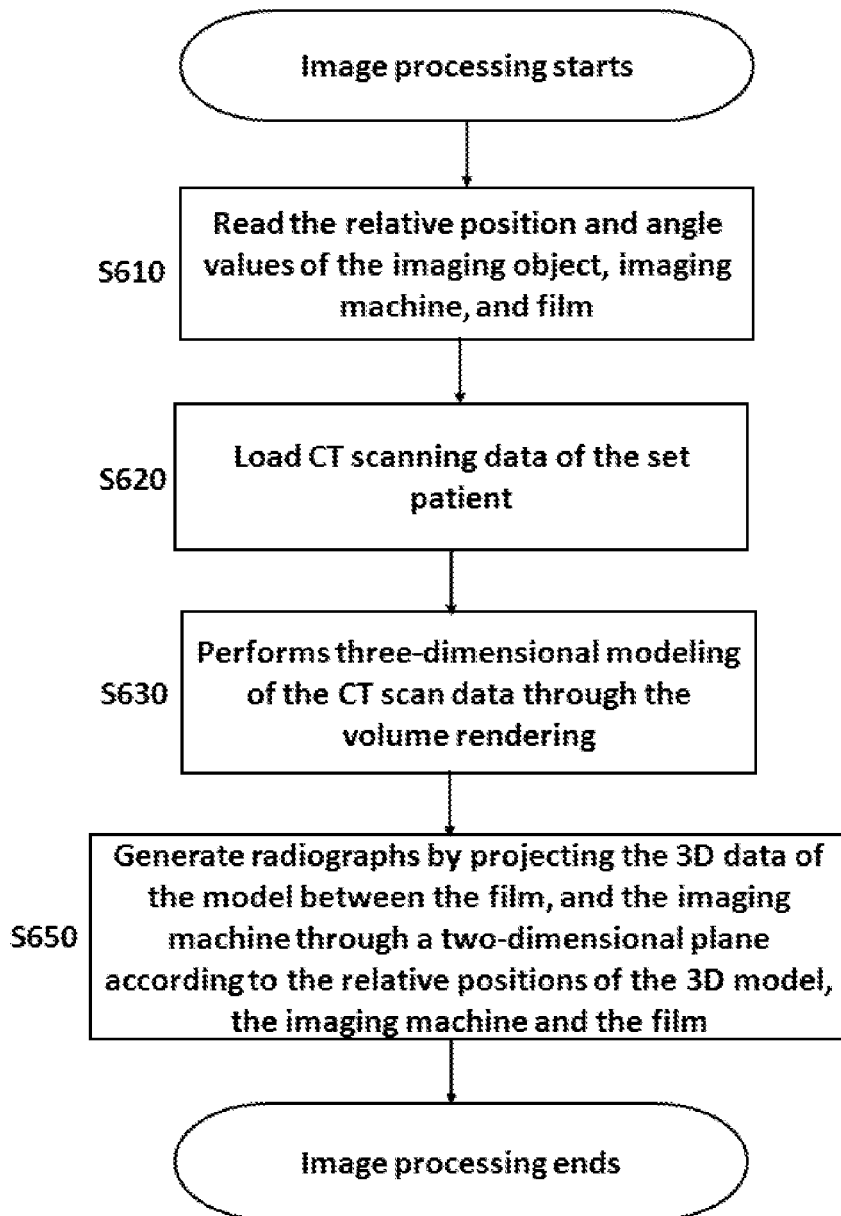 Image processing starts
Read the relative position and angle
values of the imaging object, imaging
machine, and film
S610
Load CT scanning data of the set
patient
S620
Performs three-dimensional modeling
of the CT scan data through the
volume rendering
S630
Generate radiographs by projecting the 3D data of
the model between the film, and the imaging
machine through a two-dimensional plane
according to the relative positions of the 3D model,
the imaging machine and the film
S650
Image processing ends